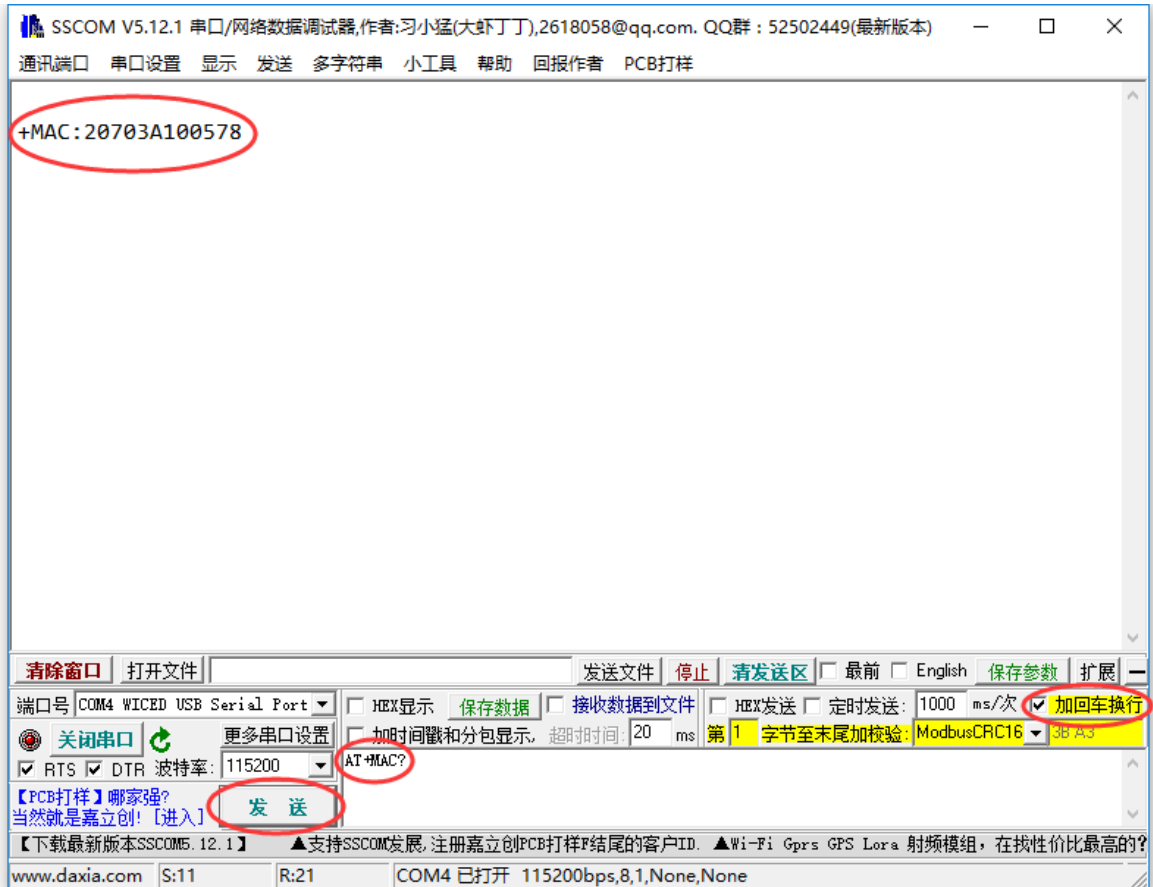 SSCOM V5.12.1 串口/网络数据调试器,作者:习小猛(大虾丁丁),2618058@qq.com. QQ群：52502449(最新版本)
通讯端口 串口设置 显示 发送 多字符串 小工具 帮助 回报作者 PCB打样
+MAC:20703A100578
清除窗口 打开文件 发送文件 停止 清发送区 最前 English 保存参数 扩展 —
端口号 COM4 WICED USB Serial Port HEX显示 保存数据 接收数据到文件 HEX发送 定时发送: 1000 ms/次 加回车换行
关闭串口 更多串口设置 加时间戳和分包显示, 超时时间: 20 ms 第 1 字节至末尾加校验: ModbusCRC16 3B A3
RTS DTR 波特率: 115200 AT+MAC?
【PCB打样】哪家强?
当然就是嘉立创! [进入]
发 送
【下载最新版本SSCOM5.12.1】 ▲支持SSCOM发展,注册嘉立创PCB打样F结尾的客户ID. ▲Wi-Fi Gprs GPS Lora 射频模组，在找性价比最高的?
www.daxia.com S:11 R:21 COM4 已打开 115200bps,8,1,None,None